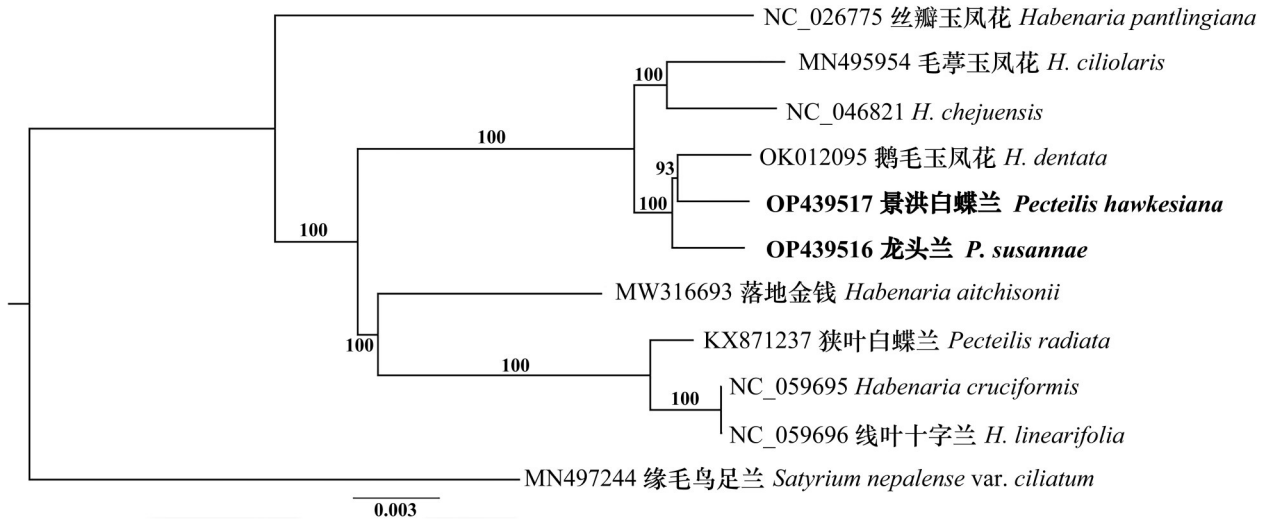 NC_026775 丝瓣玉凤花 Habenaria pantlingiana
100 MN495954 毛葶玉凤花 H. ciliolaris
NC_046821 H. chejuensis
100
OK012095 鹅毛玉凤花 H. dentata
93
100 OP439517 景洪白蝶兰 Pecteilis hawkesiana
100
OP439516 龙头兰 P. susannae
MW316693 落地金钱 Habenaria aitchisonii
100
KX871237 狭叶白蝶兰 Pecteilis radiata
100
NC_059695 Habenaria cruciformis
100
NC_059696 线叶十字兰 H. linearifolia
MN497244 缘毛鸟足兰 Satyrium nepalense var. ciliatum
0.003